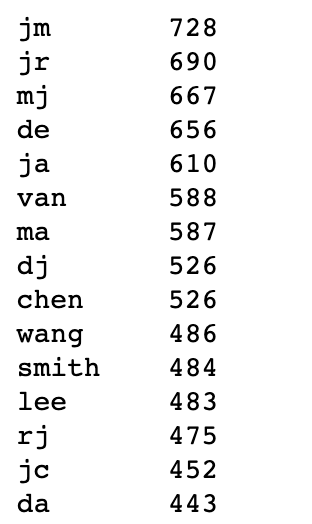 jm 728
jr 690
mj 667
de 656
ja 610
van 588
ma 587
dj 526
chen 526
wang 486
smith 484
lee 483
rj 475
jc 452
da 443